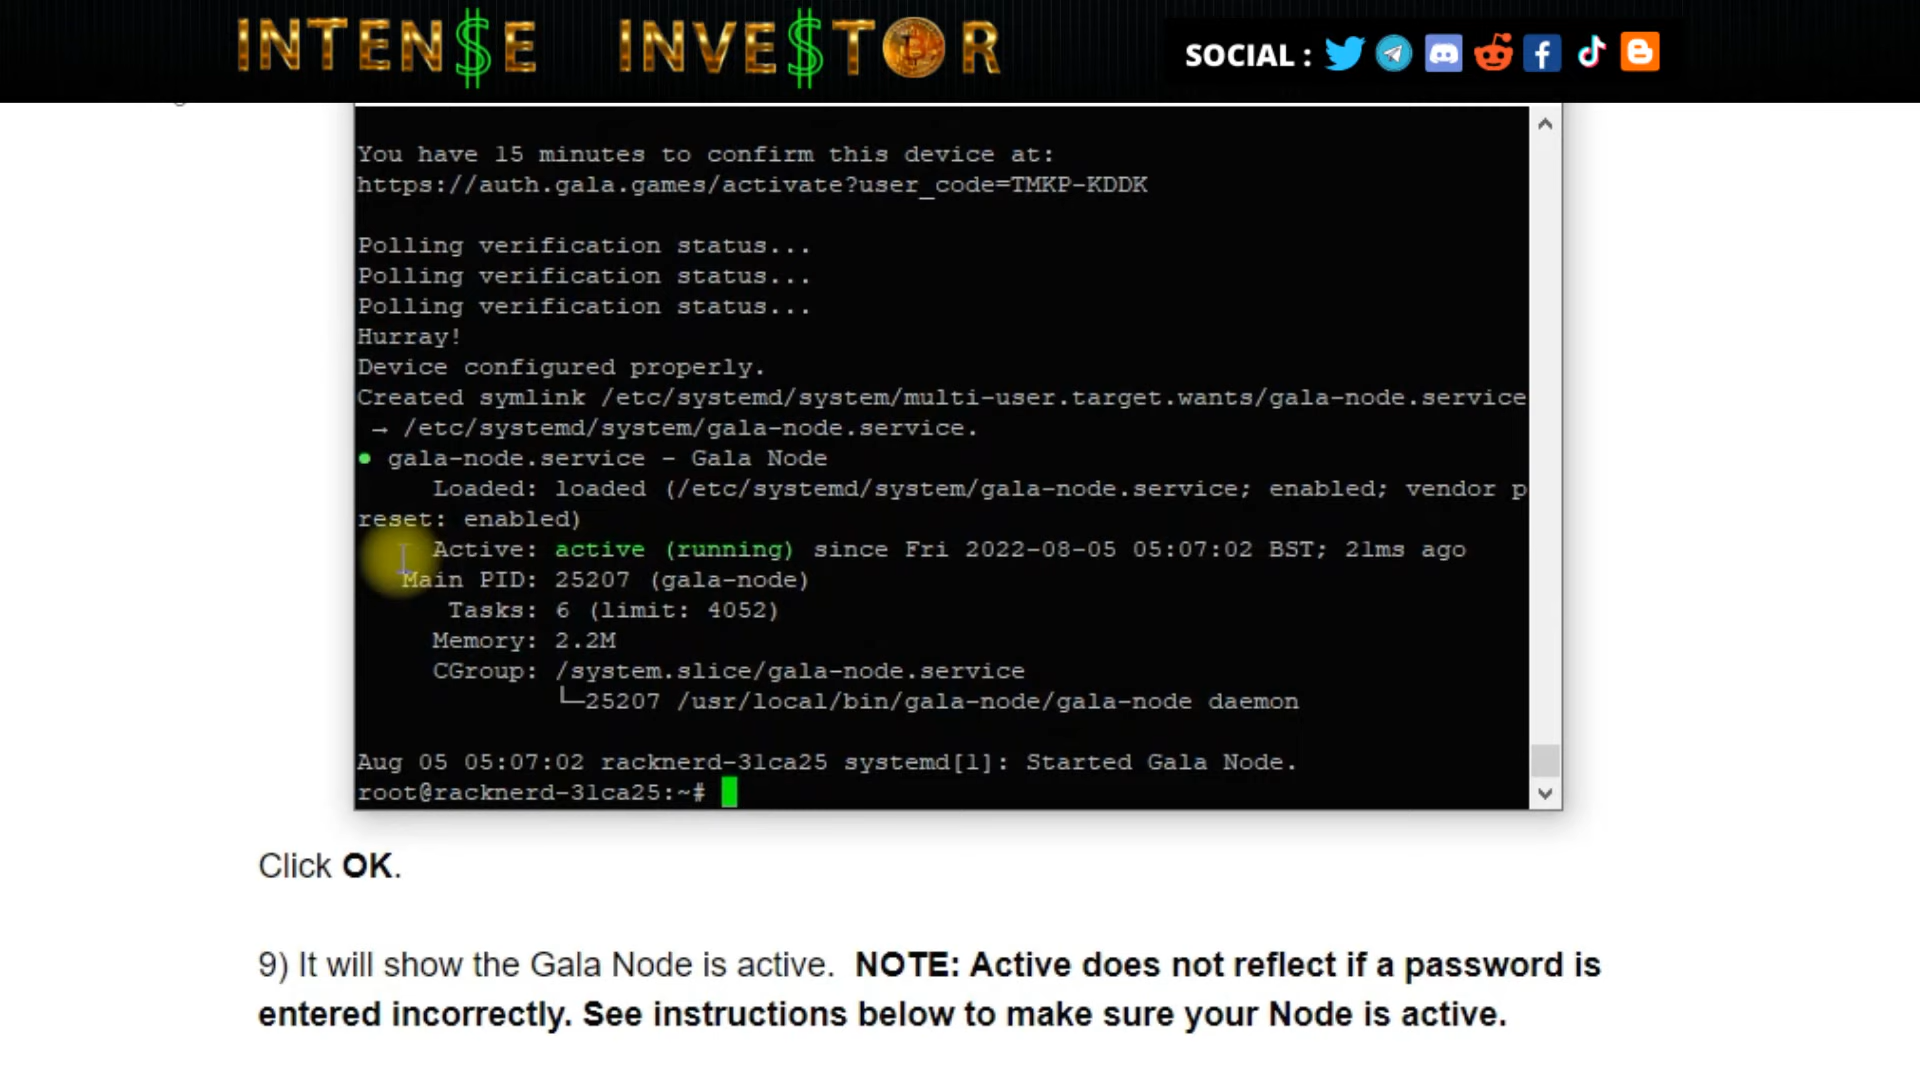 INTEN$E INVE$TOR
SOCIAL :
You have 15 minutes to confirm this device at:
https://auth.gala.games/activate?user_code=TMKP-KDDK
Polling verification status...
Polling verification status...
Polling verification status...
Hurray!
Device configured properly.
Created symlink /etc/systemd/system/multi-user.target.wants/gala-node.service
→ /etc/systemd/system/gala-node.service.
● gala-node.service - Gala Node
Loaded: loaded (/etc/systemd/system/gala-node.service; enabled; vendor p
reset: enabled)
Active: active (running) since Fri 2022-08-05 05:07:02 BST; 21ms ago
Main PID: 25207 (gala-node)
Tasks: 6 (limit: 4052)
Memory: 2.2M
CGroup: /system.slice/gala-node.service
└─25207 /usr/local/bin/gala-node/gala-node daemon
Aug 05 05:07:02 racknerd-31ca25 systemd[1]: Started Gala Node.
root@racknerd-31ca25:~#
Click OK.
9) It will show the Gala Node is active. NOTE: Active does not reflect if a password is
entered incorrectly. See instructions below to make sure your Node is active.